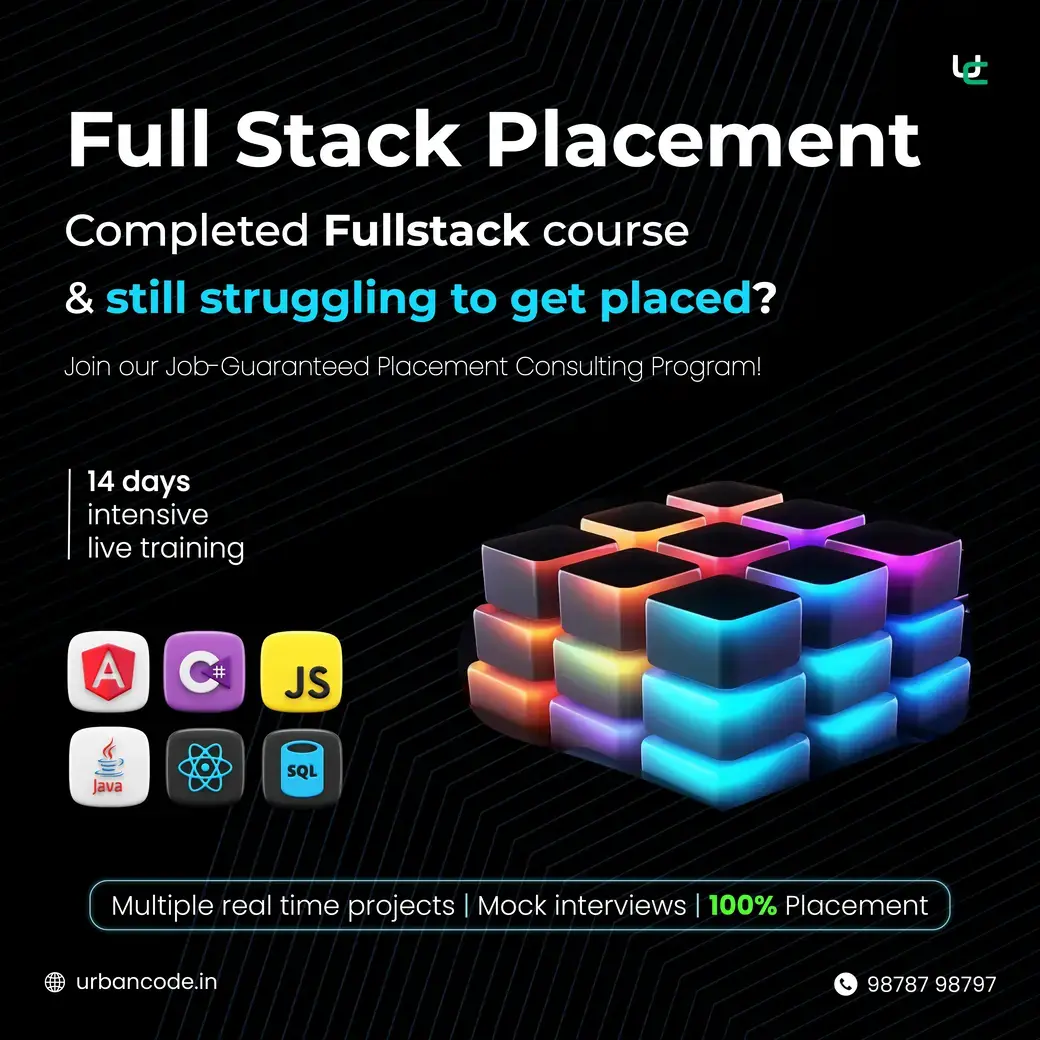 UC
Full Stack Placement
Completed Fullstack course
& still struggling to get placed?
Join our Job-Guaranteed Placement Consulting Program!
14 days
intensive
live training
A
C#
JS
Java
SQL
Multiple real time projects | Mock interviews | 100% Placement
urbancode.in
98787 98797